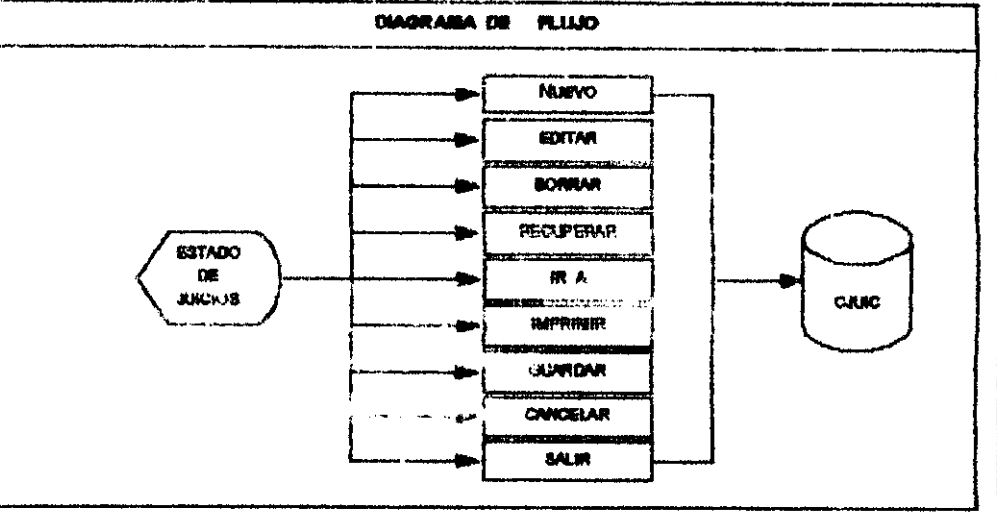 DIAGRAMA DE FLUJO
NUEVO
EDITAR
BORRAR
RECUPERAR
IR A
IMPRIMIR
GUARDAR
CANCELAR
SALIR
ESTADO
DE
JUICIOS
CJUIC